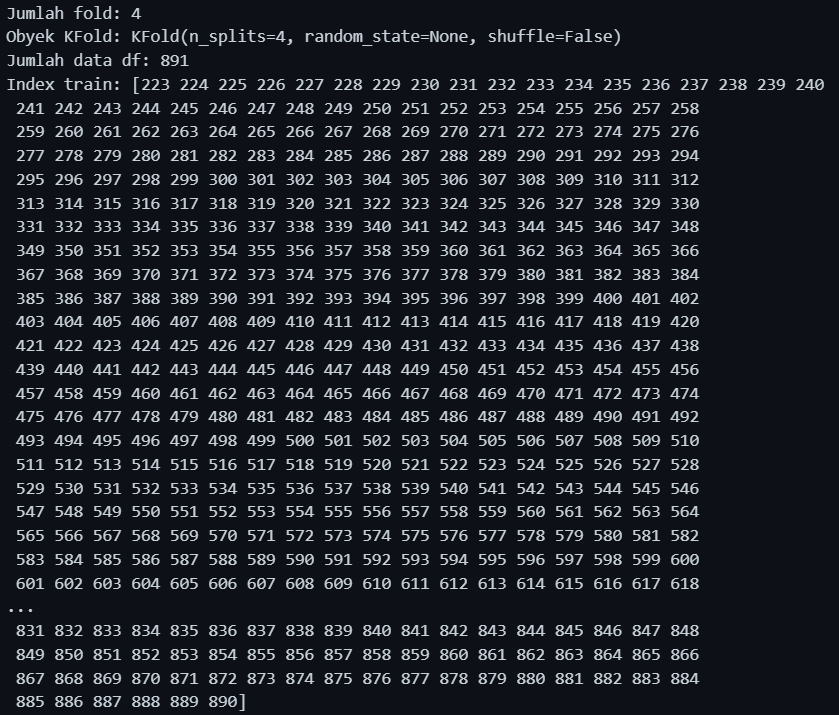 Jumlah fold: 4
Obyek KFold: KFold(n_splits=4, random_state=None, shuffle=False)
Jumlah data df: 891
Index train: [223 224 225 226 227 228 229 230 231 232 233 234 235 236 237 238 239 240
241 242 243 244 245 246 247 248 249 250 251 252 253 254 255 256 257 258
259 260 261 262 263 264 265 266 267 268 269 270 271 272 273 274 275 276
277 278 279 280 281 282 283 284 285 286 287 288 289 290 291 292 293 294
295 296 297 298 299 300 301 302 303 304 305 306 307 308 309 310 311 312
313 314 315 316 317 318 319 320 321 322 323 324 325 326 327 328 329 330
331 332 333 334 335 336 337 338 339 340 341 342 343 344 345 346 347 348
349 350 351 352 353 354 355 356 357 358 359 360 361 362 363 364 365 366
367 368 369 370 371 372 373 374 375 376 377 378 379 380 381 382 383 384
385 386 387 388 389 390 391 392 393 394 395 396 397 398 399 400 401 402
403 404 405 406 407 408 409 410 411 412 413 414 415 416 417 418 419 420
421 422 423 424 425 426 427 428 429 430 431 432 433 434 435 436 437 438
439 440 441 442 443 444 445 446 447 448 449 450 451 452 453 454 455 456
457 458 459 460 461 462 463 464 465 466 467 468 469 470 471 472 473 474
475 476 477 478 479 480 481 482 483 484 485 486 487 488 489 490 491 492
493 494 495 496 497 498 499 500 501 502 503 504 505 506 507 508 509 510
511 512 513 514 515 516 517 518 519 520 521 522 523 524 525 526 527 528
529 530 531 532 533 534 535 536 537 538 539 540 541 542 543 544 545 546
547 548 549 550 551 552 553 554 555 556 557 558 559 560 561 562 563 564
565 566 567 568 569 570 571 572 573 574 575 576 577 578 579 580 581 582
583 584 585 586 587 588 589 590 591 592 593 594 595 596 597 598 599 600
601 602 603 604 605 606 607 608 609 610 611 612 613 614 615 616 617 618
...
831 832 833 834 835 836 837 838 839 840 841 842 843 844 845 846 847 848
849 850 851 852 853 854 855 856 857 858 859 860 861 862 863 864 865 866
867 868 869 870 871 872 873 874 875 876 877 878 879 880 881 882 883 884
885 886 887 888 889 890]